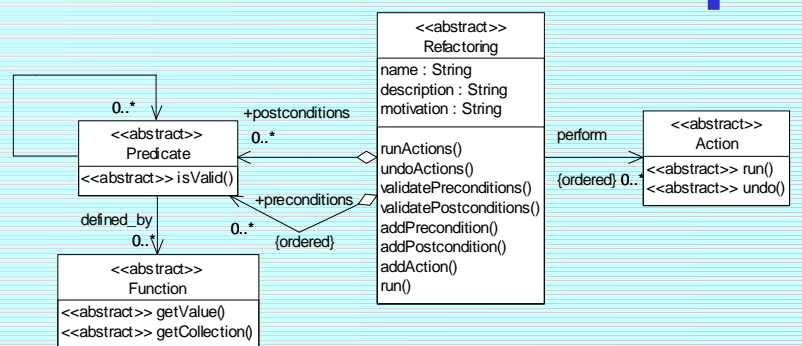 <<abstract>>
Refactoring
name : String
description : String
motivation : String
runActions()
undoActions()
validatePreconditions()
validatePostconditions()
addPrecondition()
addPostcondition()
addAction()
run()
0..*
+postconditions
0..*
<<abstract>>
Predicate
<<abstract>> isValid()
+preconditions
0..*
{ordered}
defined_by
0..*
<<abstract>>
Function
<<abstract>> getValue()
<<abstract>> getCollection()
perform
{ordered} 0..*
<<abstract>>
Action
<<abstract>> run()
<<abstract>> undo()